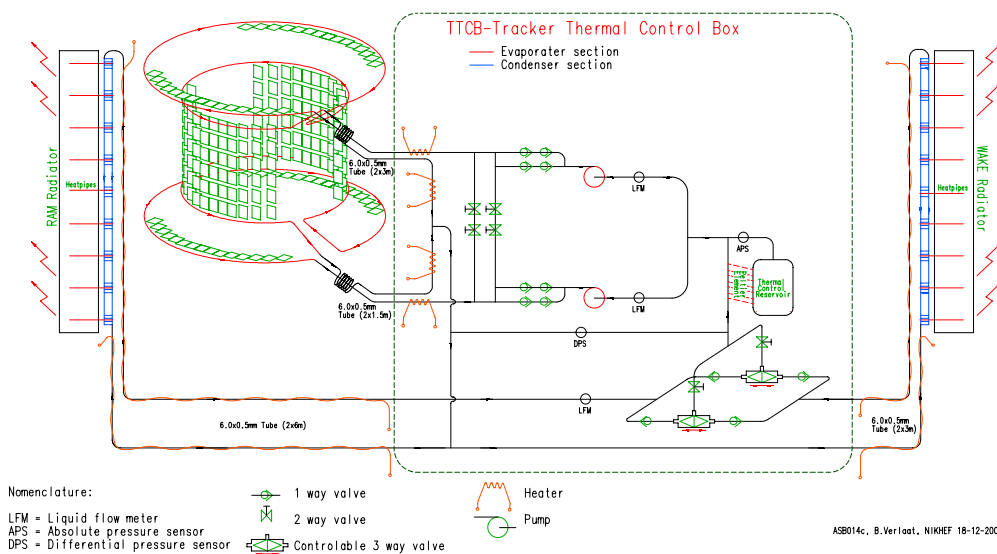 TTCB-Tracker Thermal Control Box
Evaporater section
Condenser section
RAM Radiator
Heatpipes
6.0x0.5mm
Tube (2x3m)
LFM
APS
Thermal
Control
Reservoir
WAKE Radiator
Heatpipes
6.0x0.5mm
Tube (2x1.5m)
LFM
DPS
LFM
6.0x0.5mm Tube (2x6m)
6.0x0.5mm
Tube (2x3m)
Nomenclature:
LFM = Liquid flow meter
APS = Absolute pressure sensor
DPS = Differential pressure sensor
1 way valve
2 way valve
Controlable 3 way valve
Heater
Pump
ASB014c, B.Verlaat, NIKHEF 18-12-200